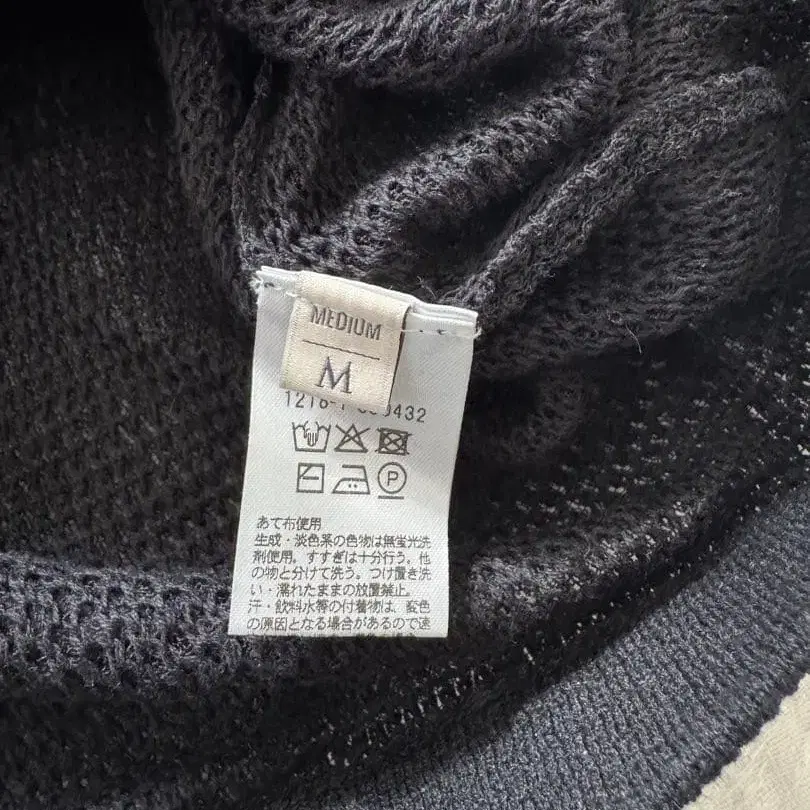 MEDIUM
M
432
P
あて布使用
生成・淡色系の色物は無蛍光洗
剤使用。すすぎは十分行う。他
の物と分けて洗う。つけ置き洗
い・濡れたままの放置禁止。
汗・飲料水等の付着物は、変色
の原因となる場合があるので速